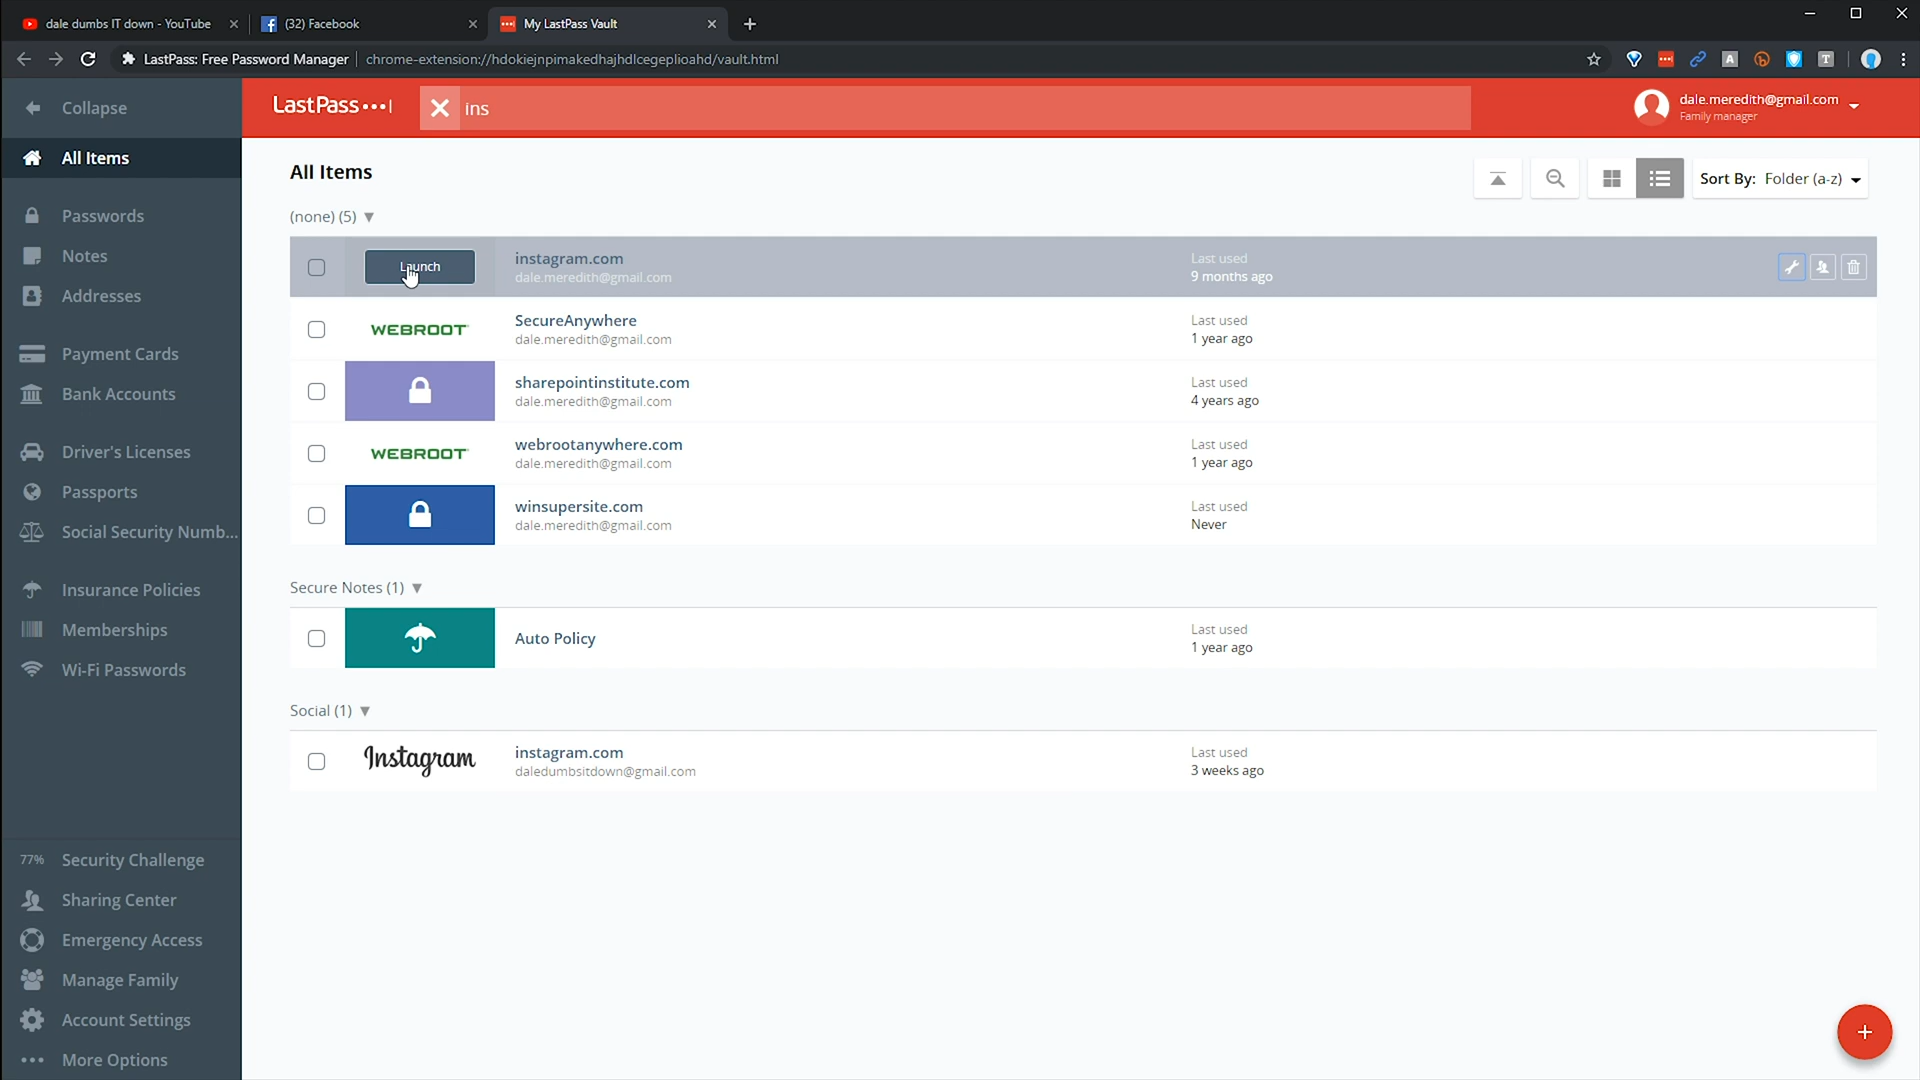 dale dumbs IT down - YouTube
(32) Facebook
My LastPass Vault
LastPass: Free Password Manager
chrome-extension://hdokiejnpimakedhajhdlcegeplioahd/vault.html
Collapse
LastPass
ins
dale.meredith@gmail.com
Family manager
All Items
Passwords
Notes
Addresses
Payment Cards
Bank Accounts
Driver's Licenses
Passports
Social Security Numb...
Insurance Policies
Memberships
Wi-Fi Passwords
77% Security Challenge
Sharing Center
Emergency Access
Manage Family
Account Settings
More Options
All Items
Sort By: Folder (a-z)
(none) (5)
Launch
instagram.com
dale.meredith@gmail.com
Last used
9 months ago
WEBROOT
SecureAnywhere
dale.meredith@gmail.com
Last used
1 year ago
sharepointinstitute.com
dale.meredith@gmail.com
Last used
4 years ago
WEBROOT
webrootanywhere.com
dale.meredith@gmail.com
Last used
1 year ago
winsupersite.com
dale.meredith@gmail.com
Last used
Never
Secure Notes (1)
Auto Policy
Last used
1 year ago
Social (1)
Instagram
instagram.com
daledumbsitdown@gmail.com
Last used
3 weeks ago